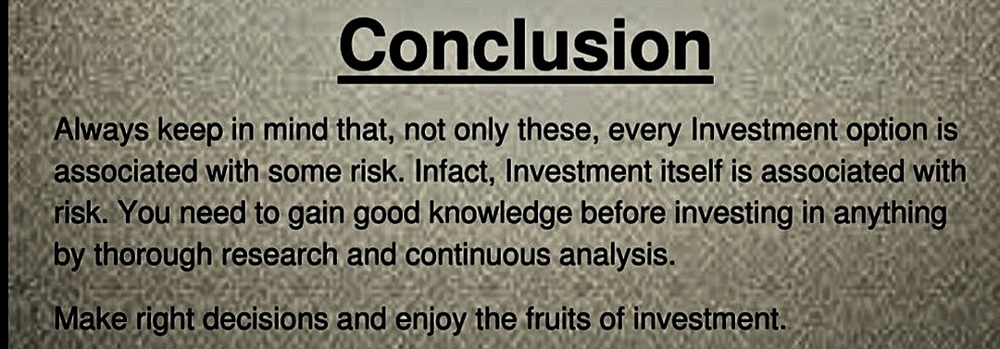 Conclusion
Always keep in mind that, not only these, every Investment option is
associated with some risk. Infact, Investment itself is associated with
risk. You need to gain good knowledge before investing in anything
by thorough research and continuous analysis.
Make right decisions and enjoy the fruits of investment.